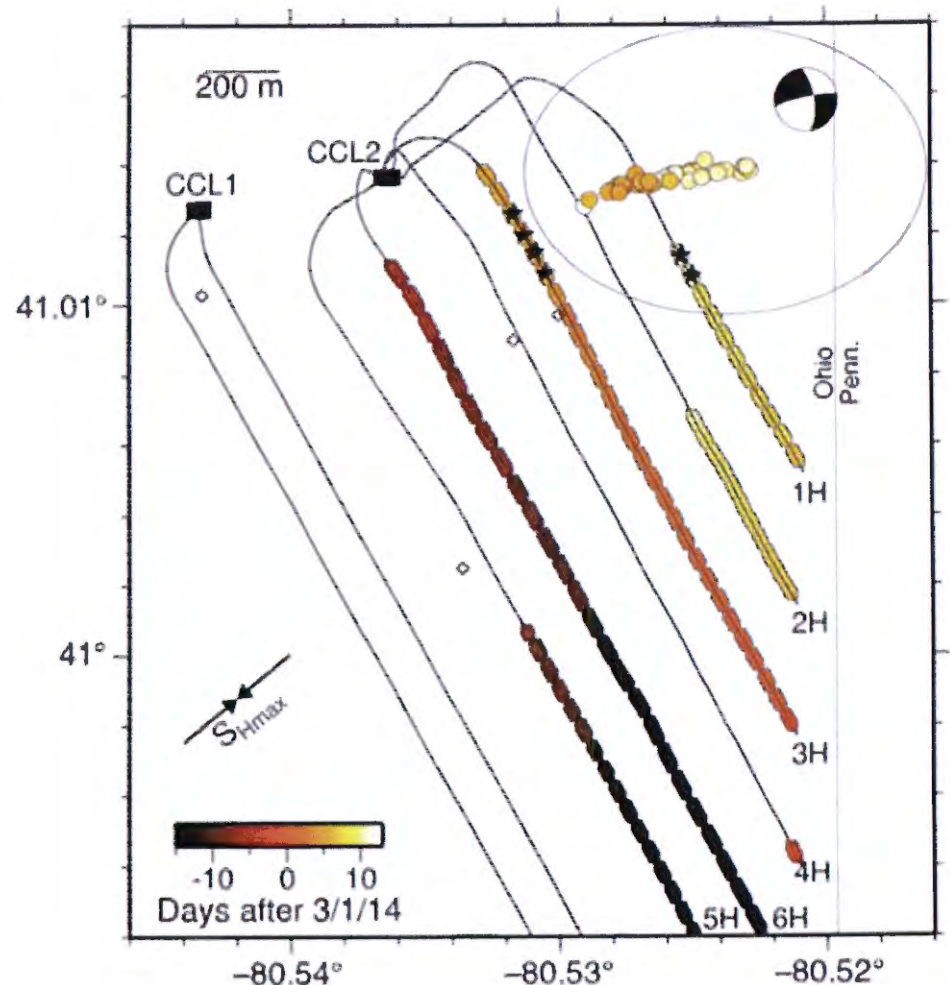 200 m
CCL2
CCL1
41.01°
Ohio
Penn.
1H
2H
41°
SHmax
3H
4H
-10 0 10
Days after 3/1/14
5H 6H
−80.54° −80.53° −80.52°